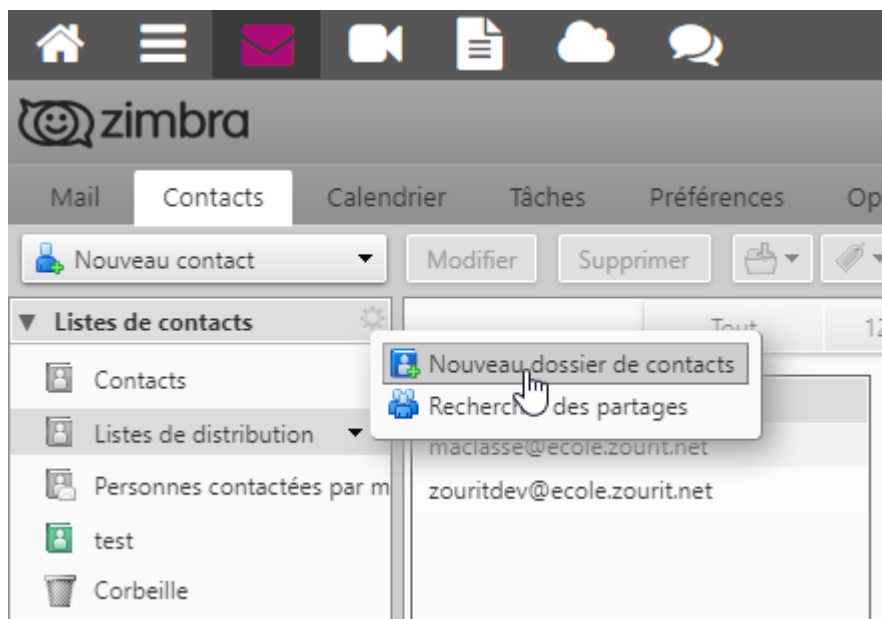 zimbra
Mail Contacts Calendrier Tâches Préférences Op
Nouveau contact Modifier Supprimer
Listes de contacts
Tout 12
Nouveau dossier de contacts
Contacts
Recherch des partages
Listes de distribution
maclasse@ecole.zourit.net
Personnes contactées par m
zouritdev@ecole.zourit.net
test
Corbeille